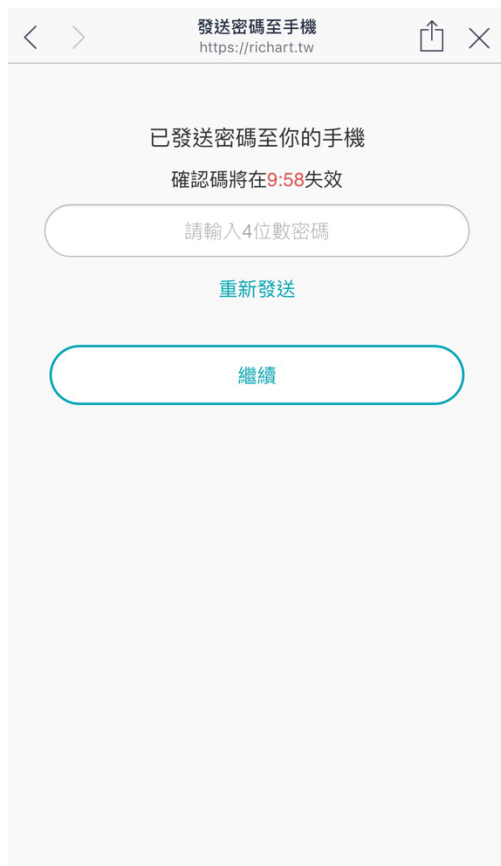 發送密碼至手機
https://richart.tw
已發送密碼至你的手機
確認碼將在9:58失效
請輸入4位數密碼
重新發送
繼續